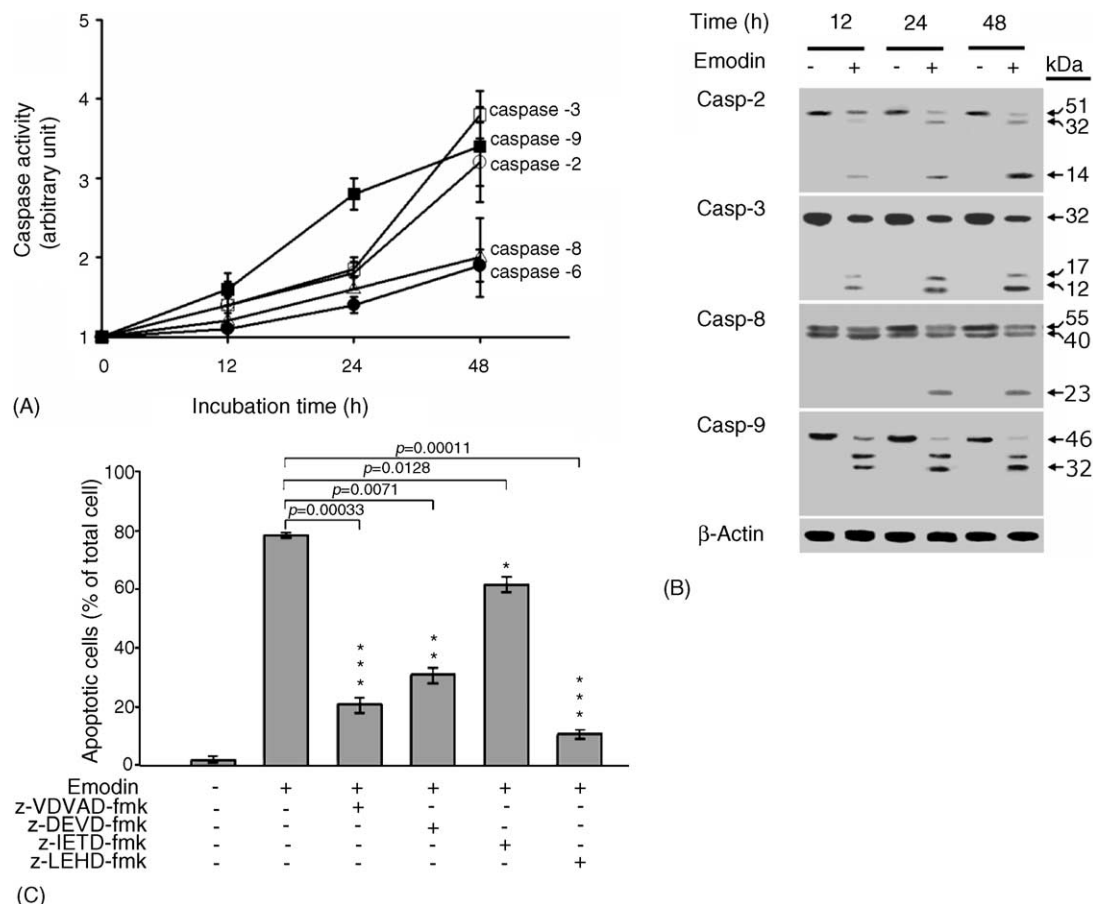 5
4
3
2
1
Caspase activity
(arbitrary unit)
caspase -3
caspase -9
caspase -2
caspase -8
caspase -6
0 12 24 48
Incubation time (h)
(A)
Time (h) 12 24 48
Emodin - + - + - + kDa
Casp-2
51
32
14
Casp-3
32
17
12
Casp-8
55
40
23
Casp-9
46
32
β-Actin
(B)
p=0.00011
p=0.0128
p=0.0071
p=0.00033
100
80
60
40
20
0
Apoptotic cells (% of total cell)
* * *
* *
*
* * *
Emodin - + + + + +
z-VDVAD-fmk - - + - - -
z-DEVD-fmk - - - + - -
z-IETD-fmk - - - - + -
z-LEHD-fmk - - - - - +
(C)